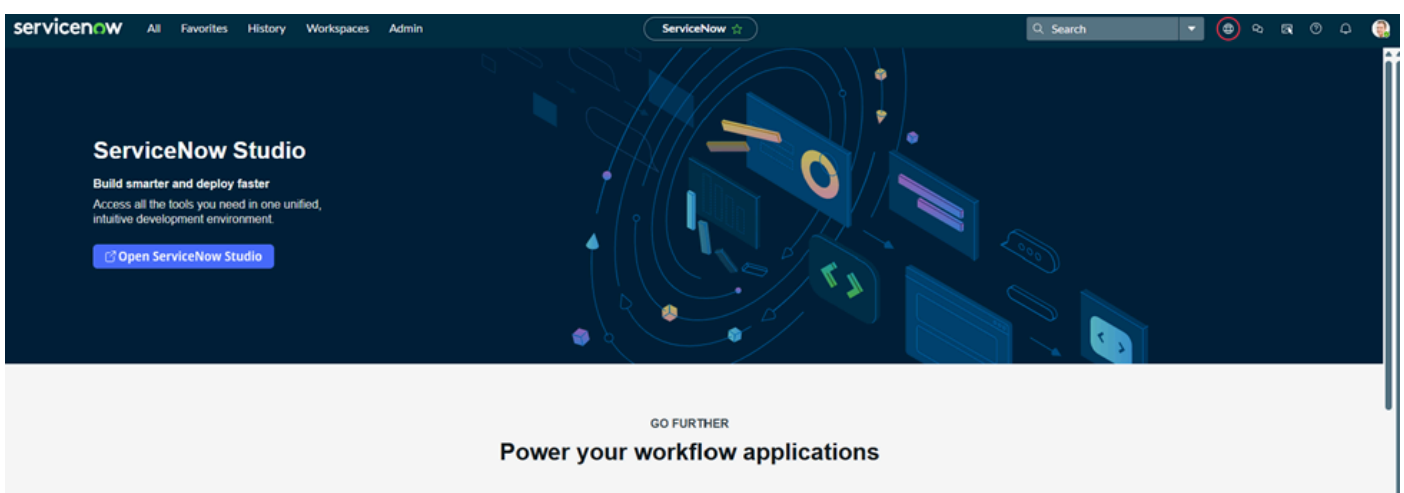 servicenow All Favorites History Workspaces Admin ServiceNow Search
ServiceNow Studio
Build smarter and deploy faster
Access all the tools you need in one unified,
intuitive development environment.
Open ServiceNow Studio
GO FURTHER
Power your workflow applications